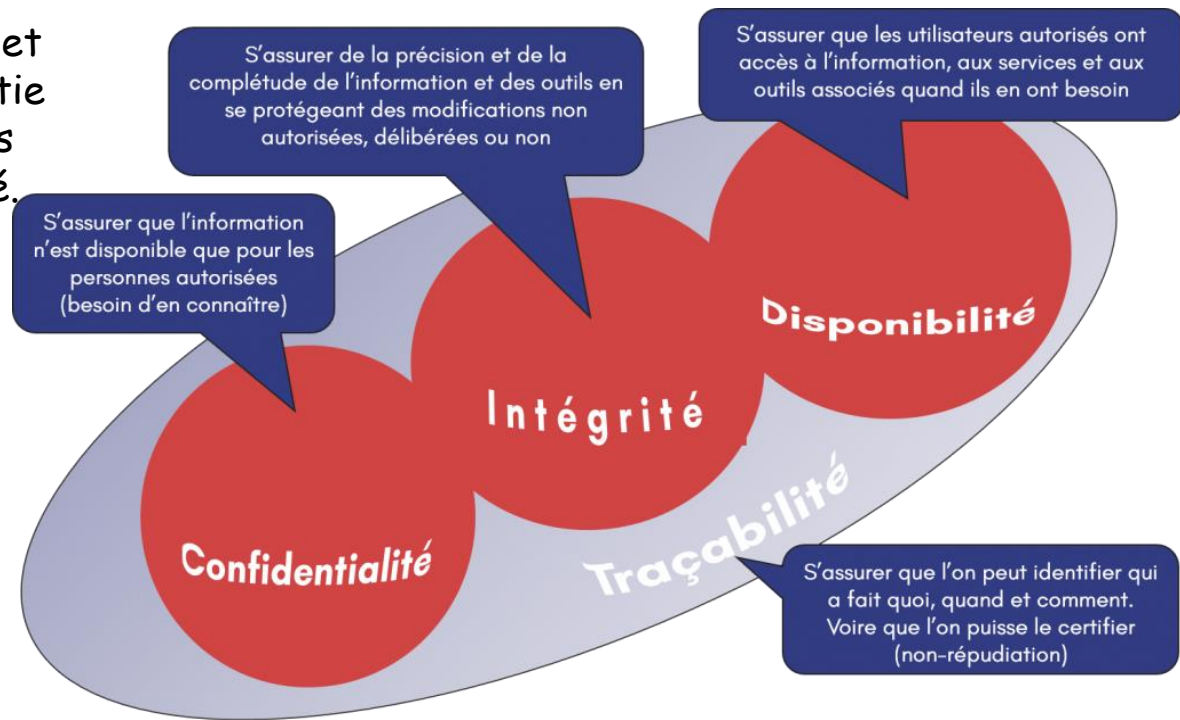 et
tie
s
é.
S'assurer de la précision et de la
complétude de l'information et des outils en
se protégeant des modifications non
autorisées, délibérées ou non
S'assurer que les utilisateurs autorisés ont
accès à l'information, aux services et aux
outils associés quand ils en ont besoin
S'assurer que l'information
n'est disponible que pour les
personnes autorisées
(besoin d'en connaître)
Disponibilité
Intégrité
Confidentialité
Traçabilité
S'assurer que l'on peut identifier qui
a fait quoi, quand et comment.
Voire que l'on puisse le certifier
(non-répudiation)